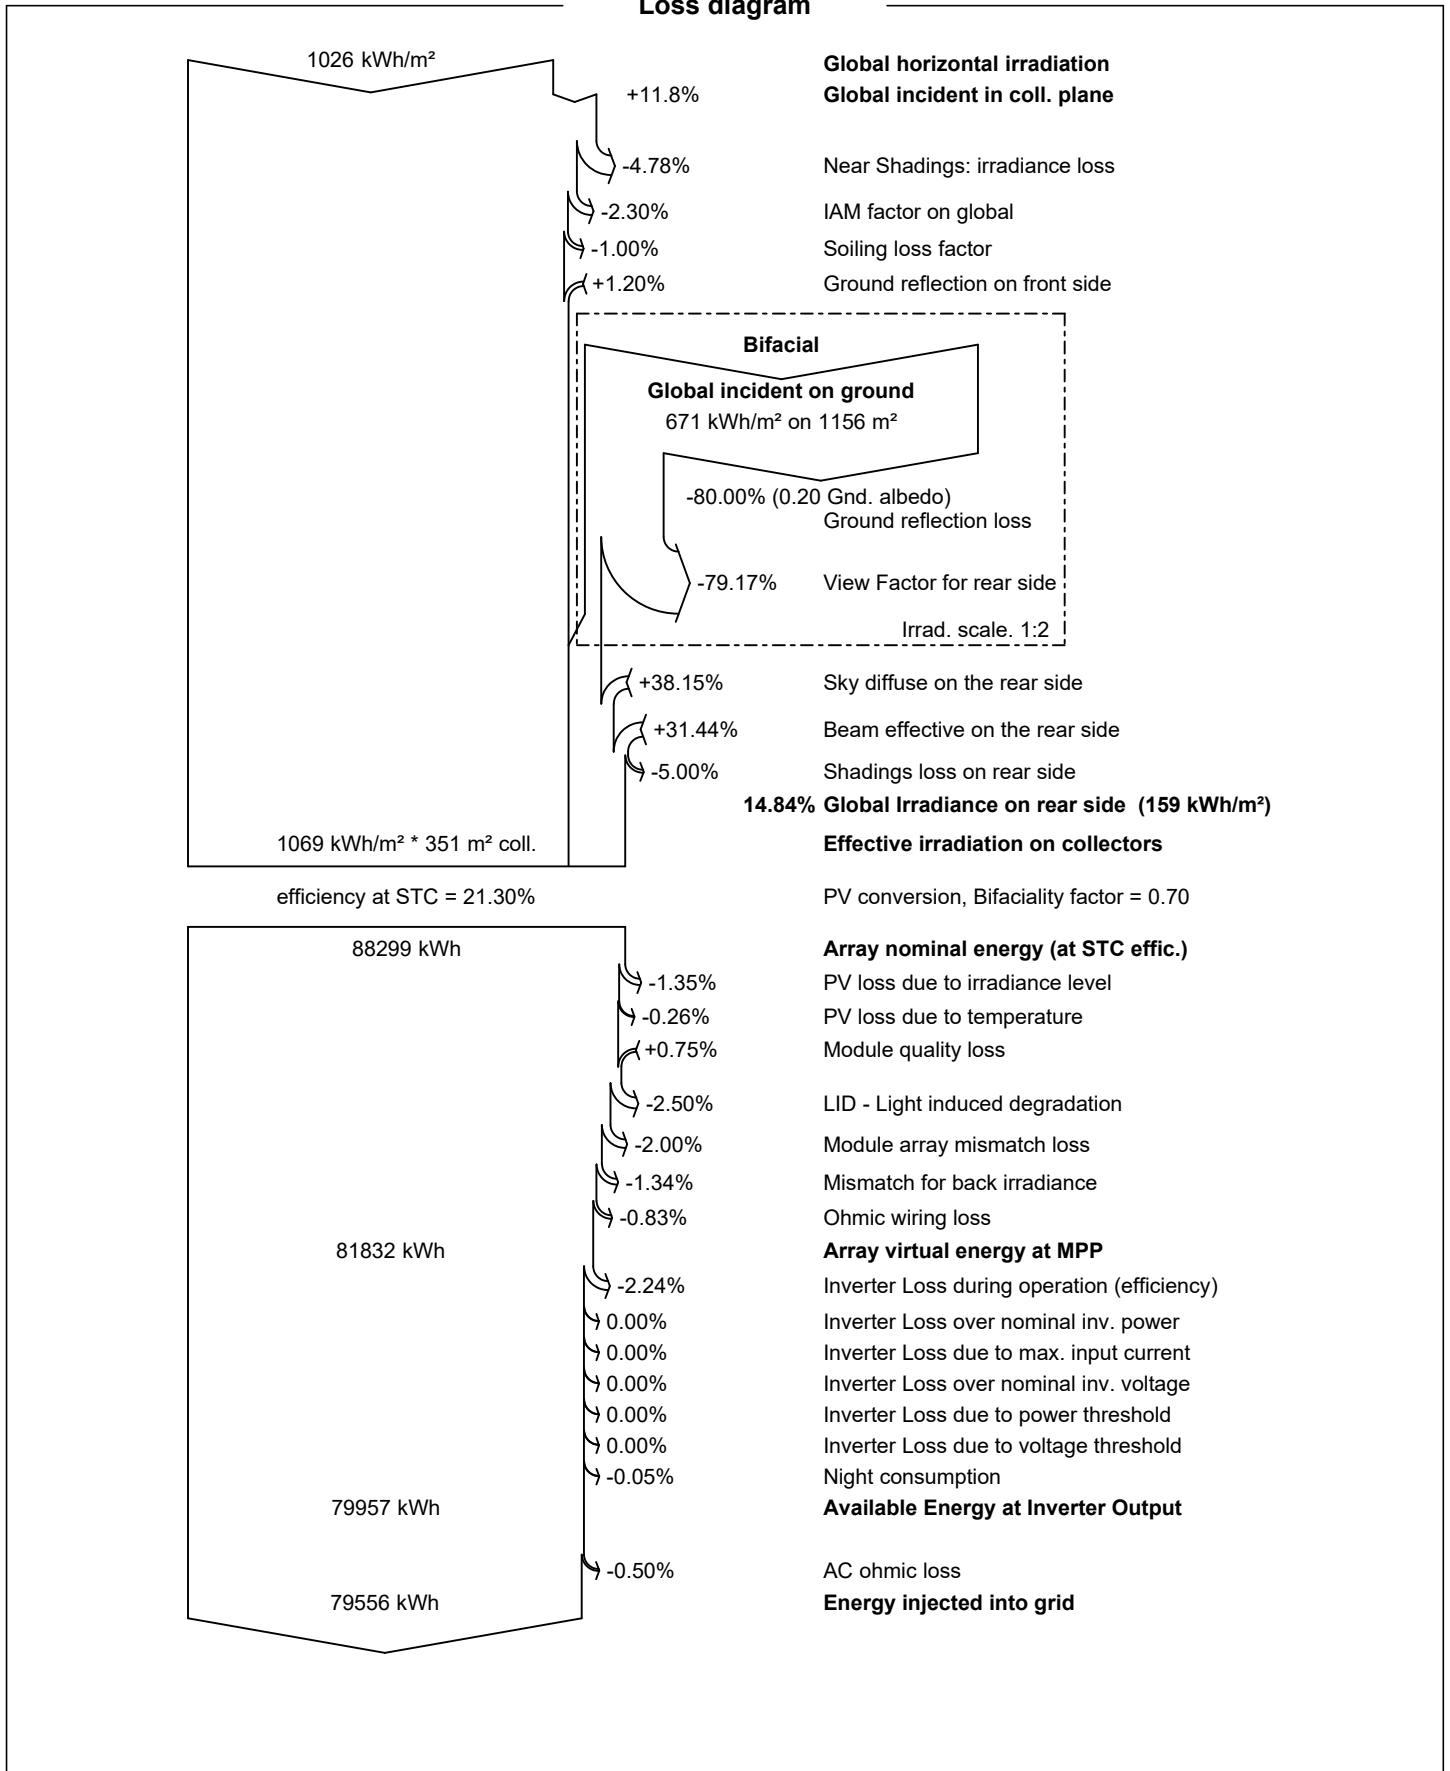 Loss diagram
1026 kWh/m² Global horizontal irradiation
+11.8% Global incident in coll. plane
-4.78% Near Shadings: irradiance loss
-2.30% IAM factor on global
-1.00% Soiling loss factor
+1.20% Ground reflection on front side
Bifacial
Global incident on ground
671 kWh/m² on 1156 m²
-80.00% (0.20 Gnd. albedo)
Ground reflection loss
-79.17% View Factor for rear side
Irrad. scale. 1:2
+38.15% Sky diffuse on the rear side
+31.44% Beam effective on the rear side
-5.00% Shadings loss on rear side
14.84% Global Irradiance on rear side (159 kWh/m²)
1069 kWh/m² * 351 m² coll. Effective irradiation on collectors
efficiency at STC = 21.30% PV conversion, Bifaciality factor = 0.70
88299 kWh Array nominal energy (at STC effic.)
-1.35% PV loss due to irradiance level
-0.26% PV loss due to temperature
+0.75% Module quality loss
-2.50% LID - Light induced degradation
-2.00% Module array mismatch loss
-1.34% Mismatch for back irradiance
-0.83% Ohmic wiring loss
81832 kWh Array virtual energy at MPP
-2.24% Inverter Loss during operation (efficiency)
0.00% Inverter Loss over nominal inv. power
0.00% Inverter Loss due to max. input current
0.00% Inverter Loss over nominal inv. voltage
0.00% Inverter Loss due to power threshold
0.00% Inverter Loss due to voltage threshold
-0.05% Night consumption
79957 kWh Available Energy at Inverter Output
-0.50% AC ohmic loss
79556 kWh Energy injected into grid